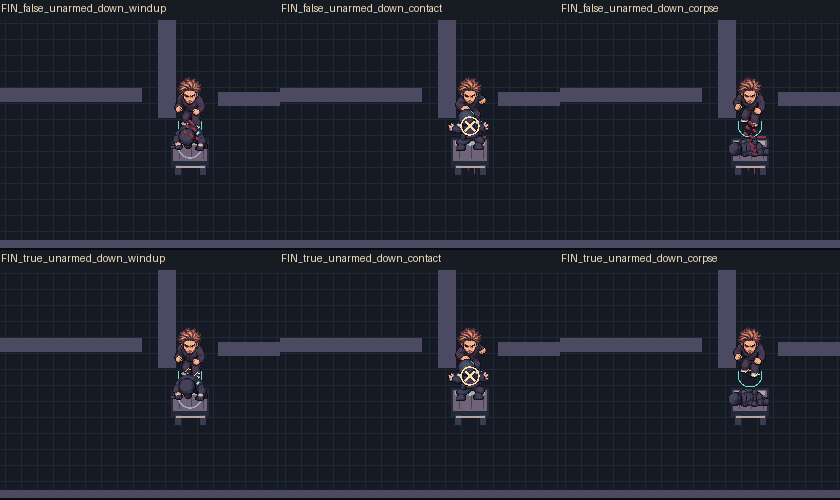 FIN_false_unarmed_down_windup
FIN_false_unarmed_down_contact
FIN_false_unarmed_down_corpse
FIN_true_unarmed_down_windup
FIN_true_unarmed_down_contact
FIN_true_unarmed_down_corpse